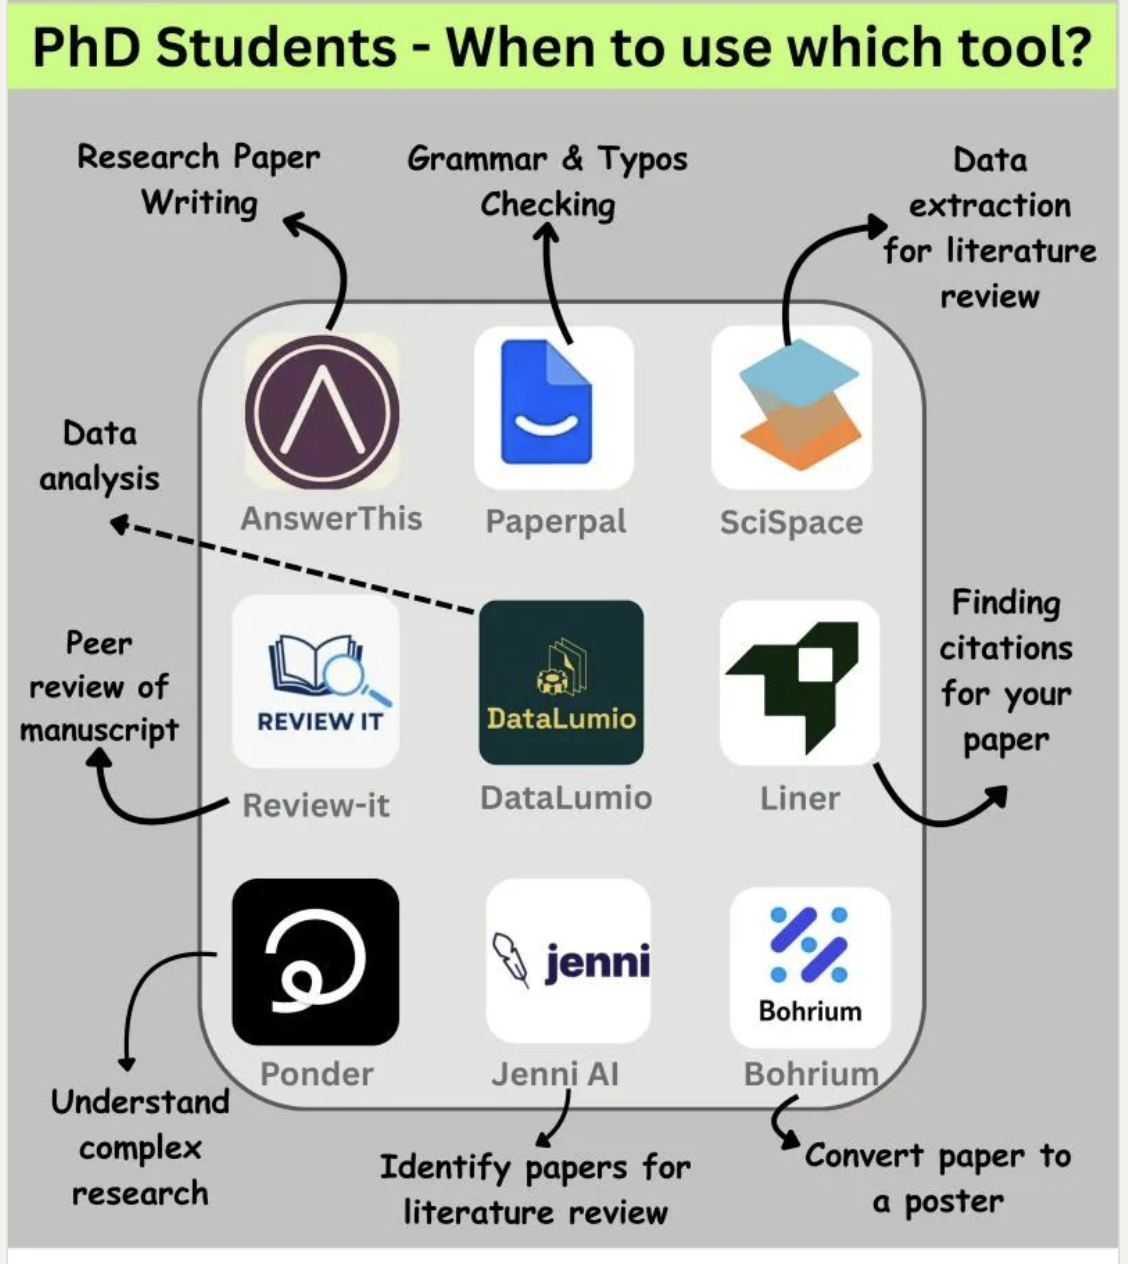 PhD Students - When to use which tool?
Research Paper
Writing
Grammar & Typos
Checking
Data
extraction
for literature
review
AnswerThis
Paperpal
SciSpace
Data
analysis
Peer
review of
manuscript
REVIEW IT
Review-it
DataLumio
DataLumio
Liner
Finding
citations
for your
paper
Ponder
jenni
Jenni AI
Bohrium
Bohrium
Understand
complex
research
Identify papers for
literature review
Convert paper to
a poster